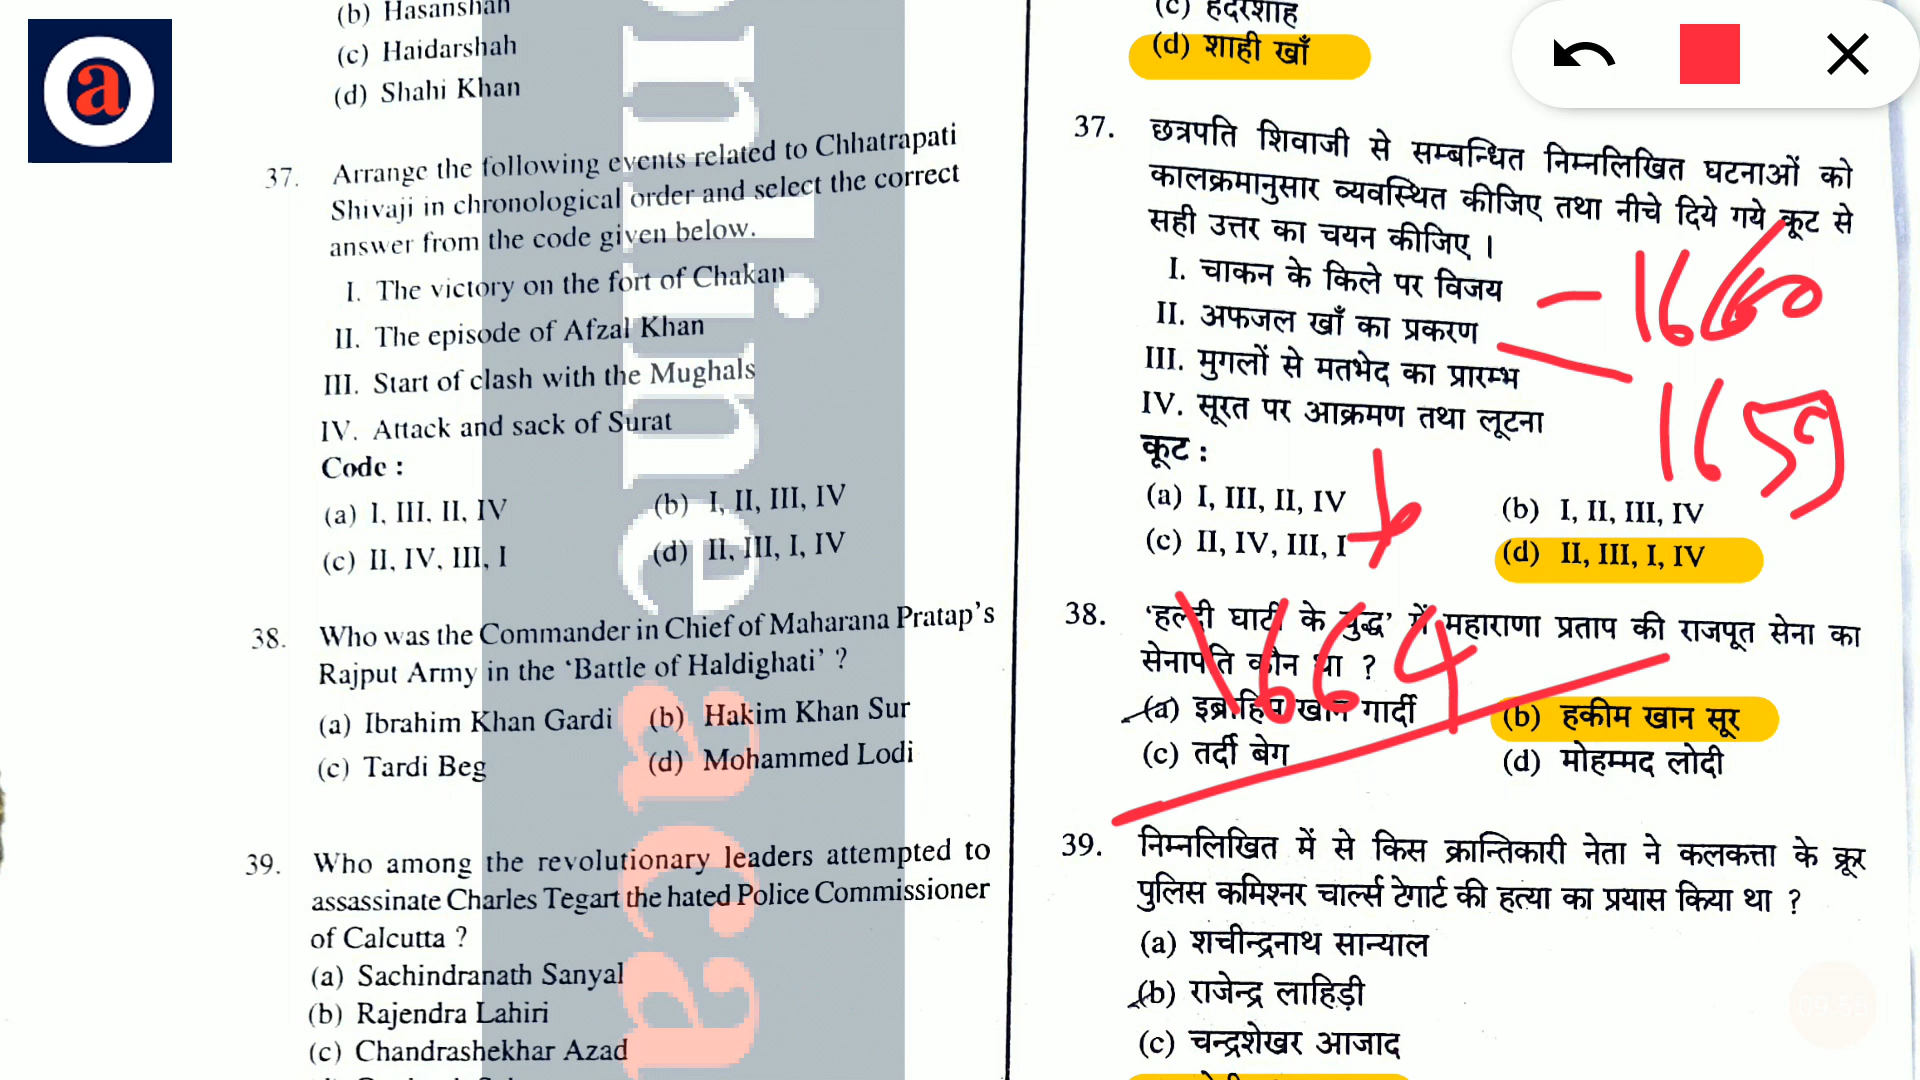 (b) Hasanshah
(c) Haidarshah
(d) Shahi Khan
37. Arrange the following events related to Chhatrapati
Shivaji in chronological order and select the correct
answer from the code given below.
I. The victory on the fort of Chakan
II. The episode of Afzal Khan
III. Start of clash with the Mughals
IV. Attack and sack of Surat
Code :
(a) I, III, II, IV (b) I, II, III, IV
(c) II, IV, III, I (d) II, III, I, IV
38. Who was the Commander in Chief of Maharana Pratap's
Rajput Army in the 'Battle of Haldighati' ?
(a) Ibrahim Khan Gardi (b) Hakim Khan Sur
(c) Tardi Beg (d) Mohammed Lodi
39. Who among the revolutionary leaders attempted to
assassinate Charles Tegart the hated Police Commissioner
of Calcutta ?
(a) Sachindranath Sanyal
(b) Rajendra Lahiri
(c) Chandrashekhar Azad
(c) हैदरशाह
(d) शाही खाँ
37. छत्रपति शिवाजी से सम्बन्धित निम्नलिखित घटनाओं को
कालक्रमानुसार व्यवस्थित कीजिए तथा नीचे दिये गये कूट से
सही उत्तर का चयन कीजिए ।
I. चाकन के किले पर विजय - 1660
II. अफजल खाँ का प्रकरण 1659
III. मुगलों से मतभेद का प्रारम्भ
IV. सूरत पर आक्रमण तथा लूटना
कूट :
(a) I, III, II, IV (b) I, II, III, IV
(c) II, IV, III, I (d) II, III, I, IV
1664
38. 'हल्दी घाटी के युद्ध' में महाराणा प्रताप की राजपूत सेना का
सेनापति कौन था ?
(a) इब्राहिम खान गार्दी (b) हकीम खान सूर
(c) तर्दी बेग (d) मोहम्मद लोदी
39. निम्नलिखित में से किस क्रान्तिकारी नेता ने कलकत्ता के क्रूर
पुलिस कमिश्नर चार्ल्स टेगार्ट की हत्या का प्रयास किया था ?
(a) शचीन्द्रनाथ सान्याल
(b) राजेन्द्र लाहिड़ी
(c) चन्द्रशेखर आजाद
a
online aca